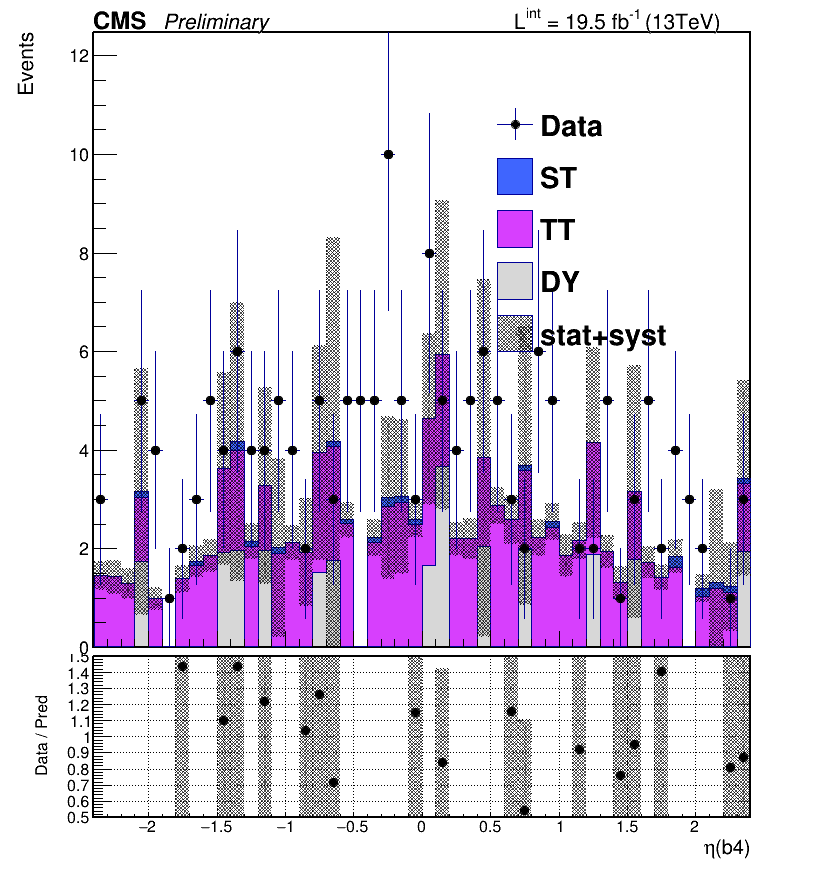 CMS Preliminary L^int = 19.5 fb^-1 (13TeV)
Events
12
10
8
6
4
2
0
Data
ST
TT
DY
stat+syst
Data / Pred
1.5
1.4
1.3
1.2
1.1
1
0.9
0.8
0.7
0.6
0.5
−2 −1.5 −1 −0.5 0 0.5 1 1.5 2
η(b4)